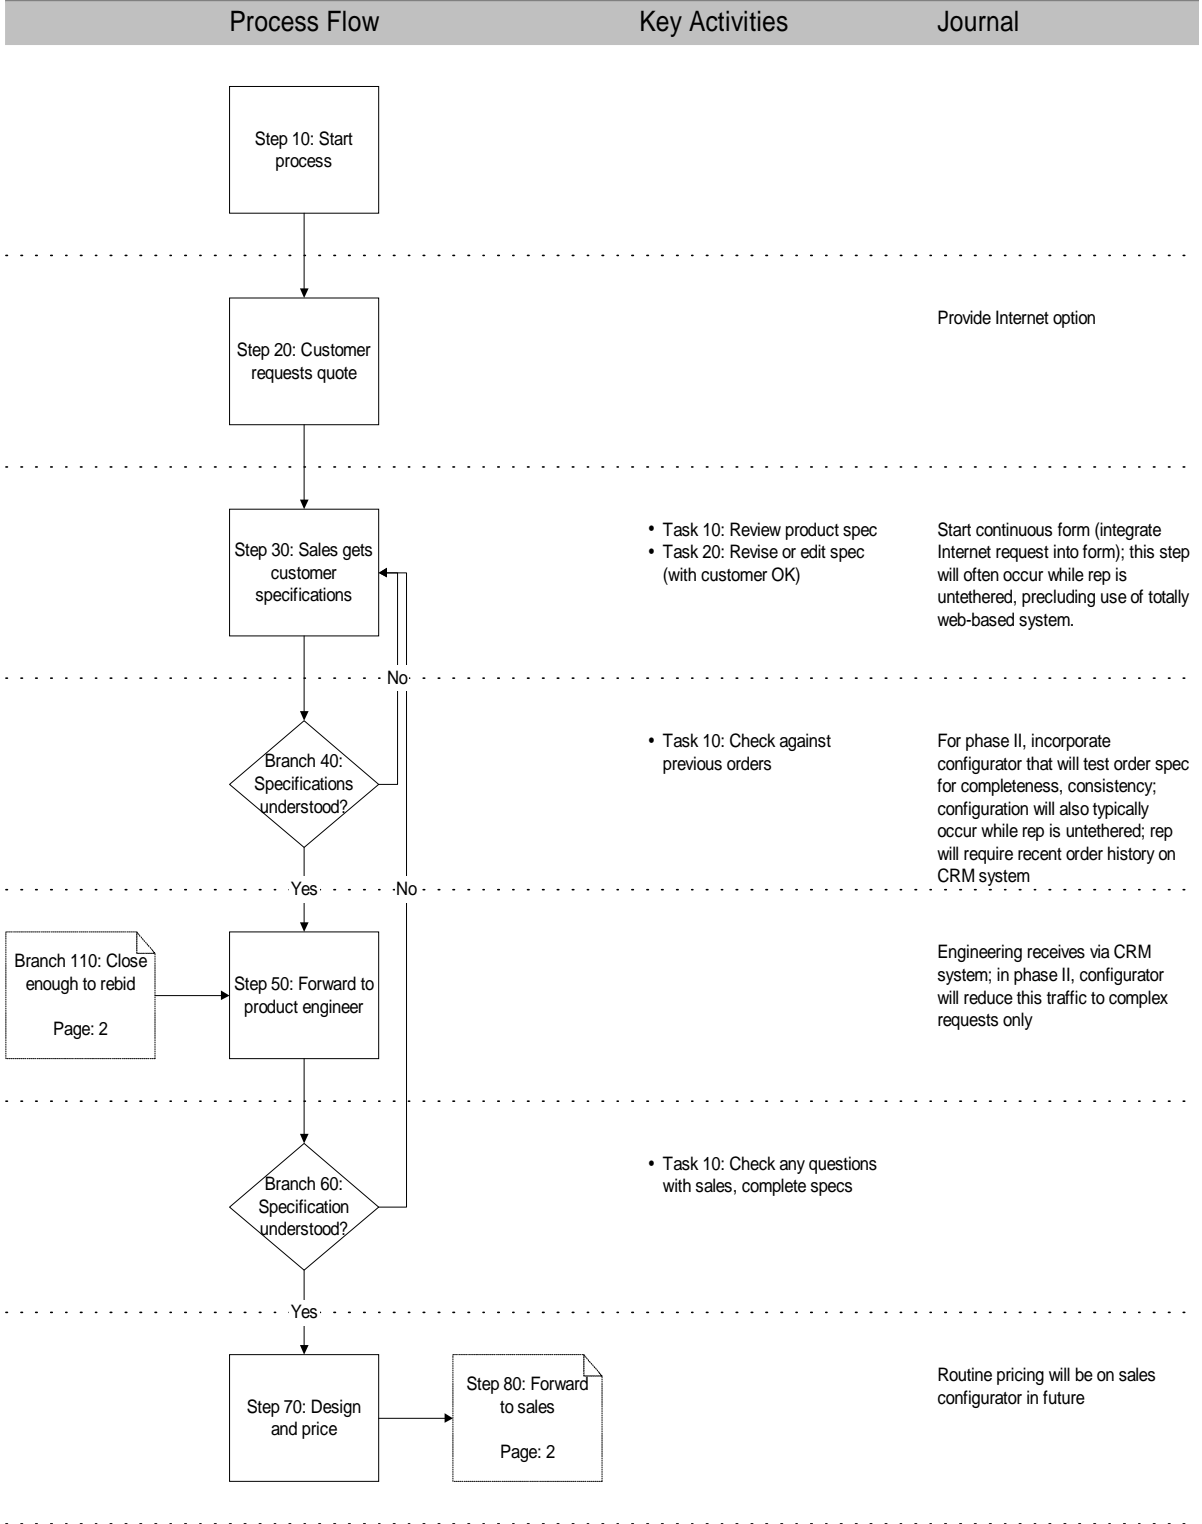 Process Flow Key Activities Journal
Step 10: Start
process
Step 20: Customer
requests quote
Provide Internet option
Step 30: Sales gets
customer
specifications
• Task 10: Review product spec
• Task 20: Revise or edit spec
(with customer OK)
Start continuous form (integrate
Internet request into form); this step
will often occur while rep is
untethered, precluding use of totally
web-based system.
No
Branch 40:
Specifications
understood?
• Task 10: Check against
previous orders
For phase II, incorporate
configurator that will test order spec
for completeness, consistency;
configuration will also typically
occur while rep is untethered; rep
will require recent order history on
CRM system
Yes
No
Branch 110: Close
enough to rebid
Page: 2
Step 50: Forward to
product engineer
Engineering receives via CRM
system; in phase II, configurator
will reduce this traffic to complex
requests only
Branch 60:
Specification
understood?
• Task 10: Check any questions
with sales, complete specs
Yes
Step 70: Design
and price
Step 80: Forward
to sales
Page: 2
Routine pricing will be on sales
configurator in future